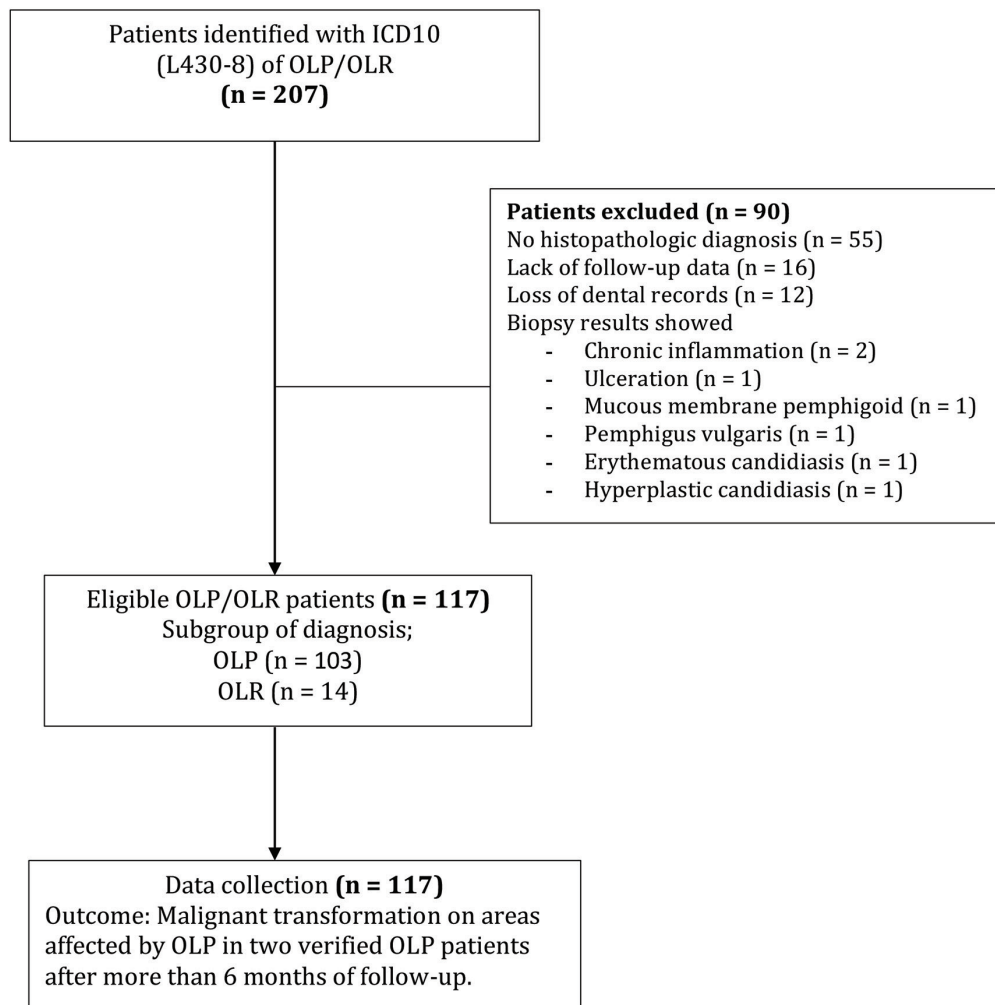 Patients identified with ICD10
(L430-8) of OLP/OLR
(n = 207)
Patients excluded (n = 90)
No histopathologic diagnosis (n = 55)
Lack of follow-up data (n = 16)
Loss of dental records (n = 12)
Biopsy results showed
- Chronic inflammation (n = 2)
- Ulceration (n = 1)
- Mucous membrane pemphigoid (n = 1)
- Pemphigus vulgaris (n = 1)
- Erythematous candidiasis (n = 1)
- Hyperplastic candidiasis (n = 1)
Eligible OLP/OLR patients (n = 117)
Subgroup of diagnosis;
OLP (n = 103)
OLR (n = 14)
Data collection (n = 117)
Outcome: Malignant transformation on areas
affected by OLP in two verified OLP patients
after more than 6 months of follow-up.